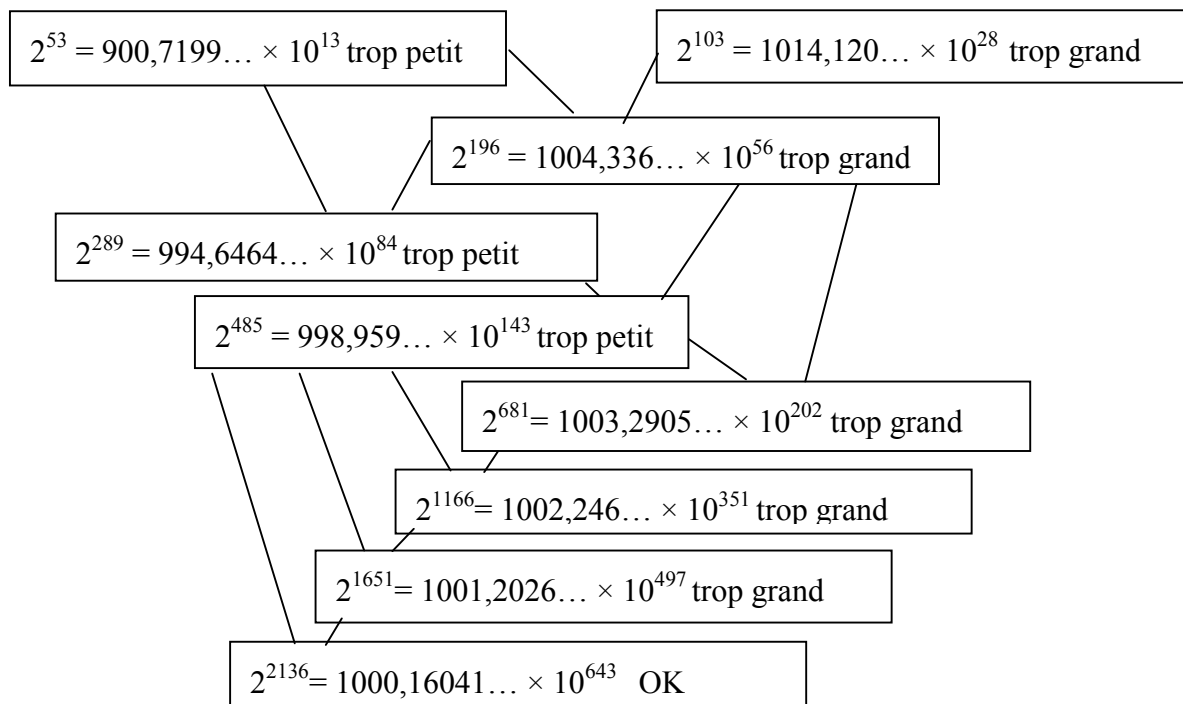 2^53 = 900,7199… × 10^13 trop petit
2^103 = 1014,120… × 10^28 trop grand
2^196 = 1004,336… × 10^56 trop grand
2^289 = 994,6464… × 10^84 trop petit
2^485 = 998,959… × 10^143 trop petit
2^681= 1003,2905… × 10^202 trop grand
2^1166= 1002,246… × 10^351 trop grand
2^1651= 1001,2026… × 10^497 trop grand
2^2136= 1000,16041… × 10^643 OK